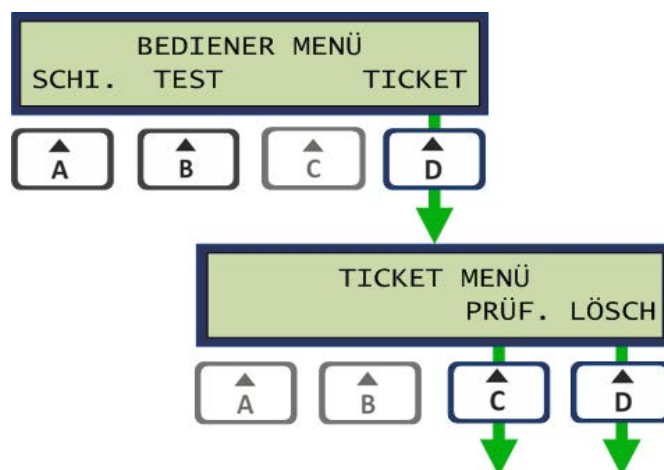 BEDIENER MENÜ
SCHI. TEST TICKET
A B C D
TICKET MENÜ
PRÜF. LÖSCH
A B C D